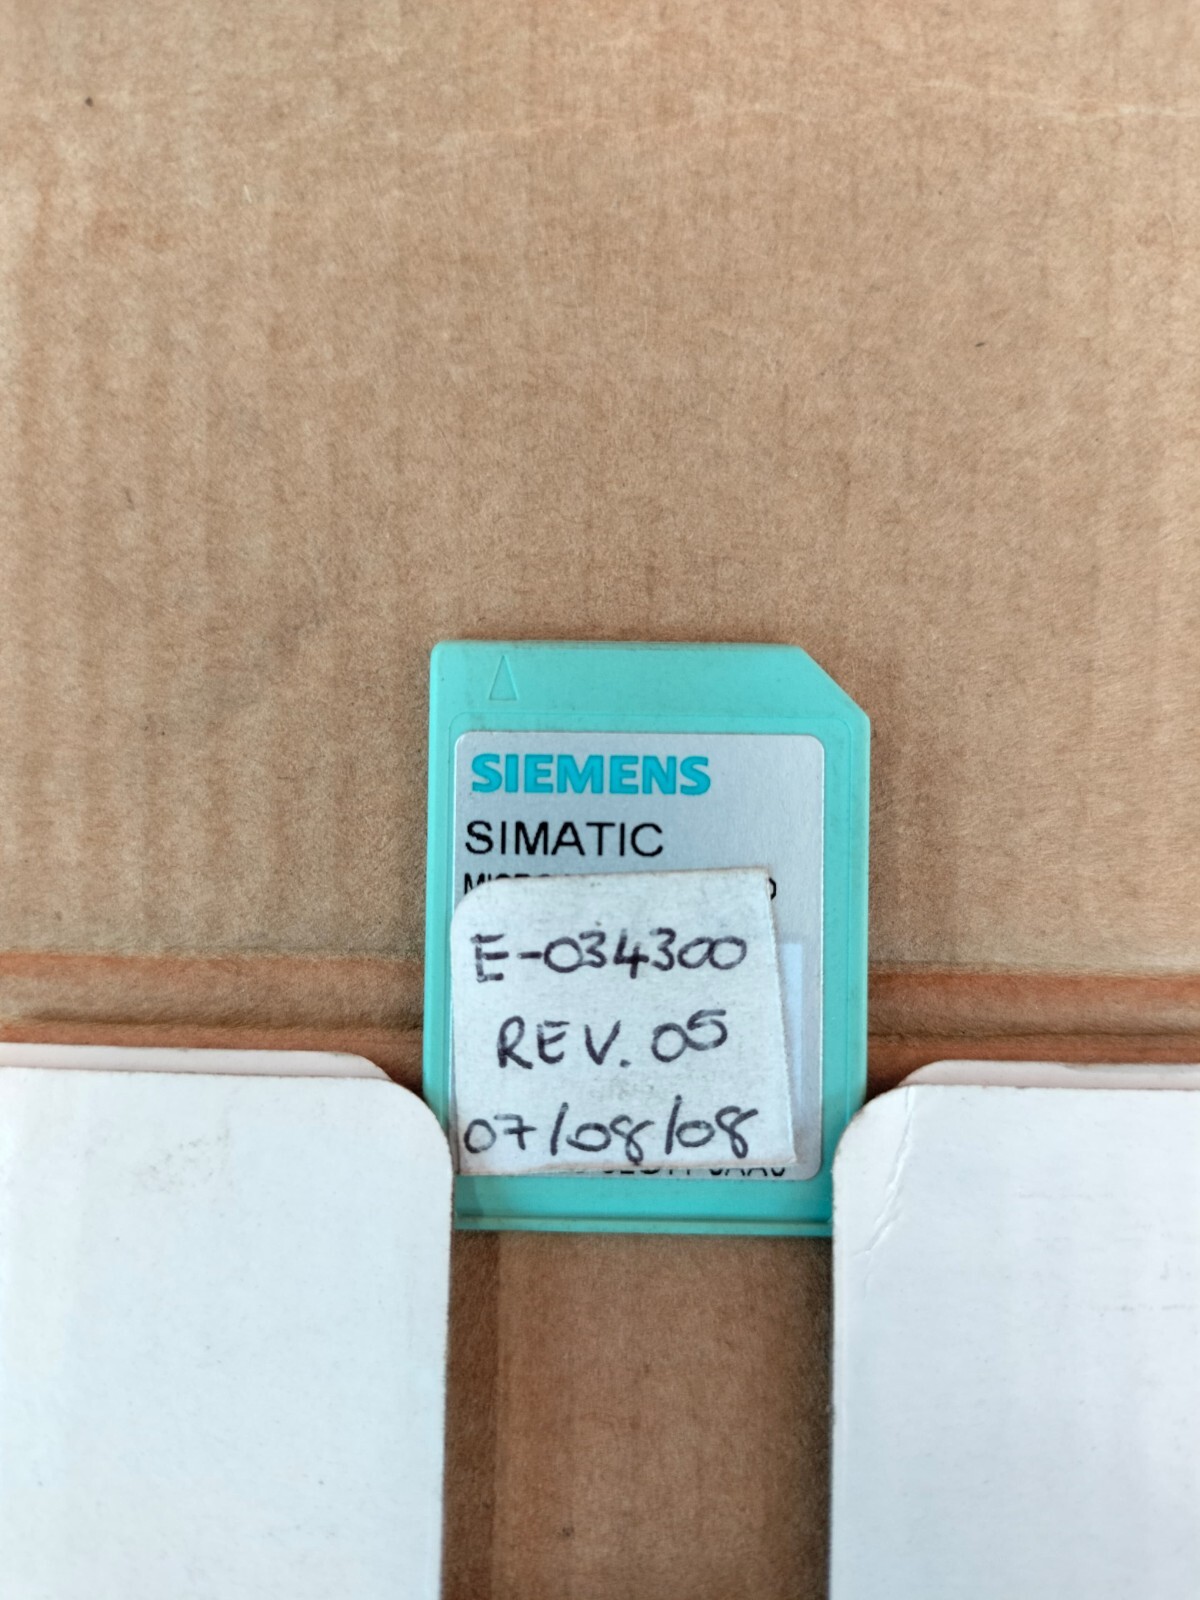 SIEMENS
SIMATIC
E-034300
REV. 05
07/08/08